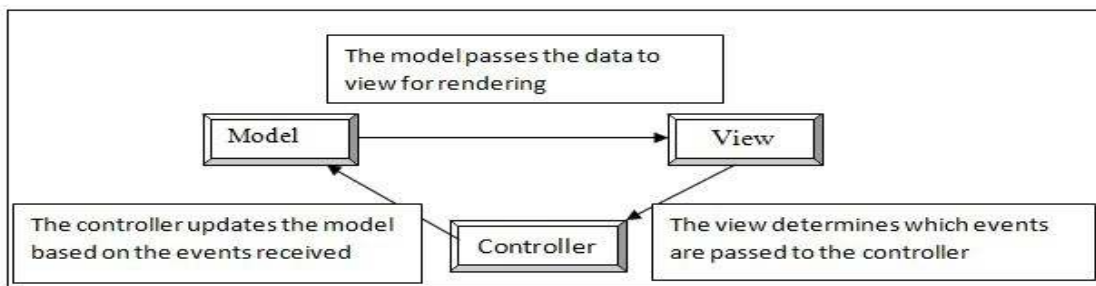 The model passes the data to
view for rendering
Model
View
The controller updates the model
based on the events received
Controller
The view determines which events
are passed to the controller